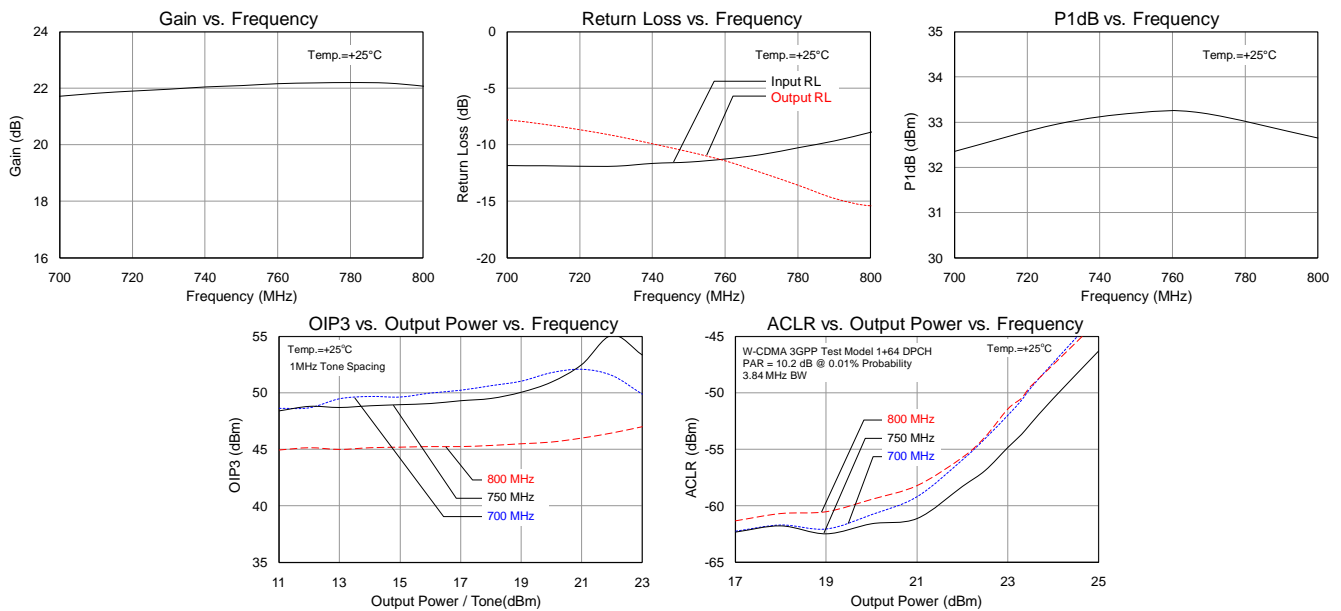 Gain vs. Frequency
24
22
20
18
16
Gain (dB)
Temp.=+25°C
700 720 740 760 780 800
Frequency (MHz)
Return Loss vs. Frequency
0
-5
-10
-15
-20
Return Loss (dB)
Temp.=+25°C
Input RL
Output RL
700 720 740 760 780 800
Frequency (MHz)
P1dB vs. Frequency
35
34
33
32
31
30
P1dB (dBm)
Temp.=+25°C
700 720 740 760 780 800
Frequency (MHz)
OIP3 vs. Output Power vs. Frequency
55
50
45
40
35
OIP3 (dBm)
Temp.=+25°C
1MHz Tone Spacing
800 MHz
750 MHz
700 MHz
11 13 15 17 19 21 23
Output Power / Tone(dBm)
ACLR vs. Output Power vs. Frequency
-45
-50
-55
-60
-65
ACLR (dBm)
W-CDMA 3GPP Test Model 1+64 DPCH
PAR = 10.2 dB @ 0.01% Probability
3.84 MHz BW
Temp.=+25°C
800 MHz
750 MHz
700 MHz
17 19 21 23 25
Output Power (dBm)